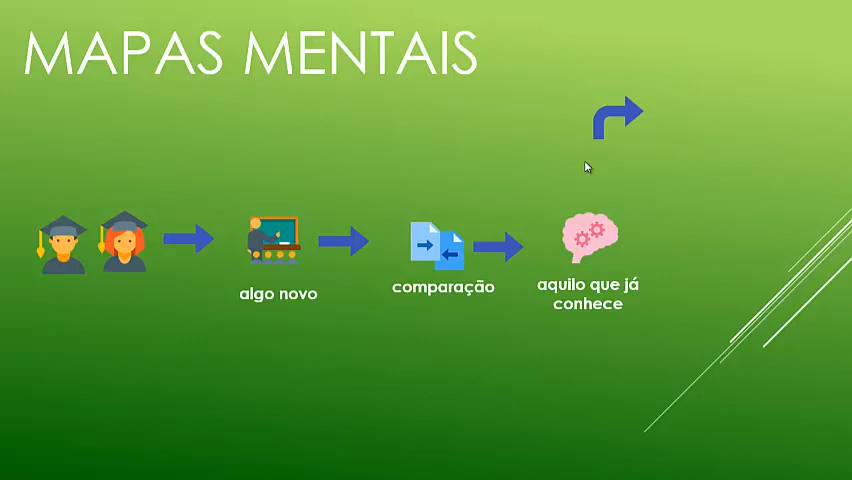 MAPAS MENTAIS
algo novo
comparação
aquilo que já
conhece